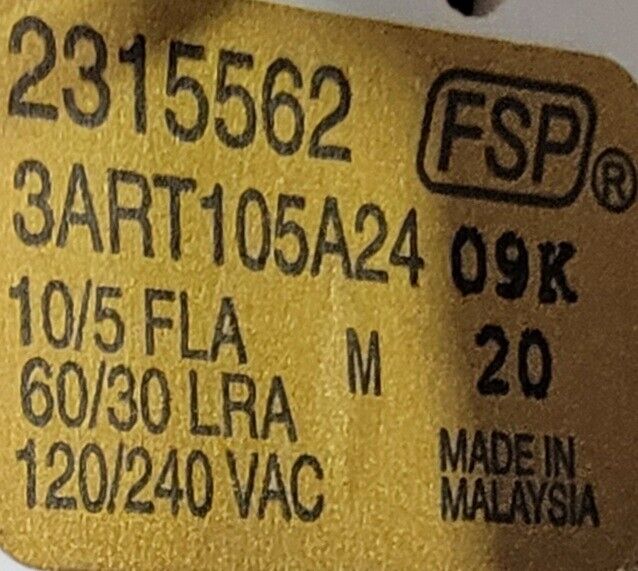 2315562
FSP®
3ART105A24
09K
10/5 FLA
60/30 LRA
M
20
120/240 VAC
MADE IN
MALAYSIA